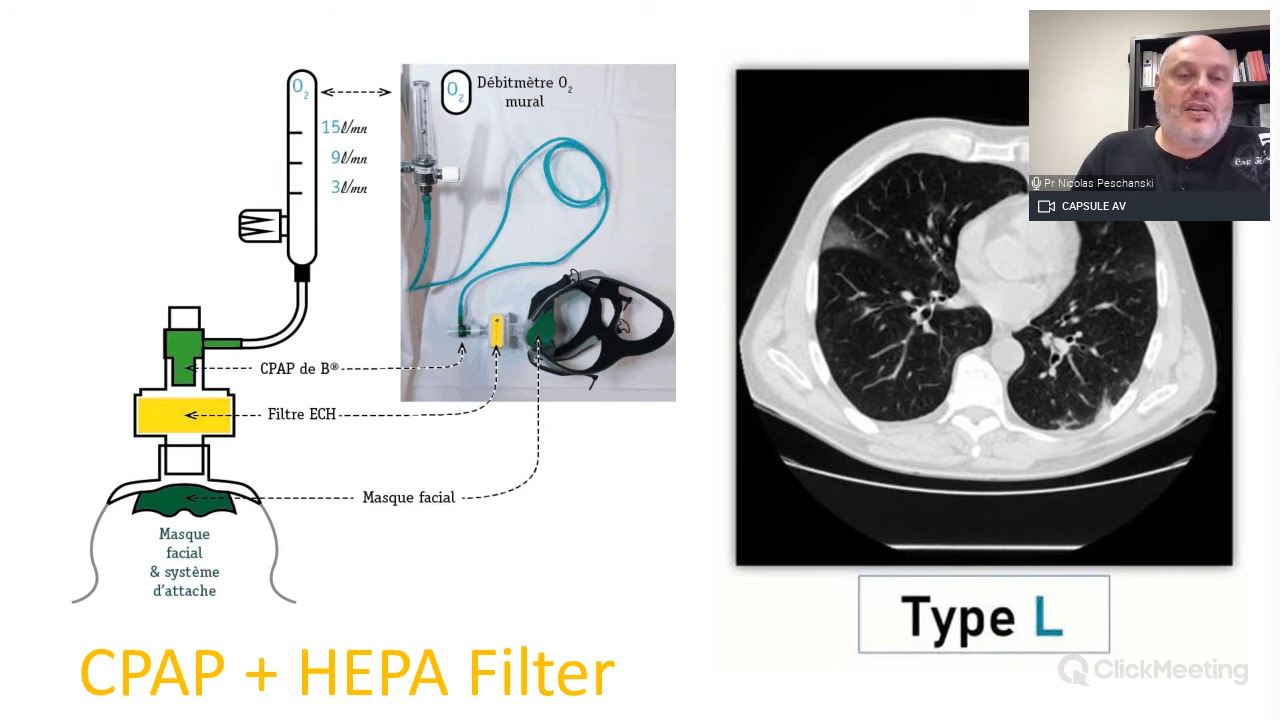 O2
15 l/mn
9 l/mn
3 l/mn
O2
Débitmètre O2
mural
CPAP de B®
Filtre ECH
Masque facial
Masque
facial
& système
d'attache
CPAP + HEPA Filter
Type L
Pr Nicolas Peschanski
CAPSULE AV
ClickMeeting